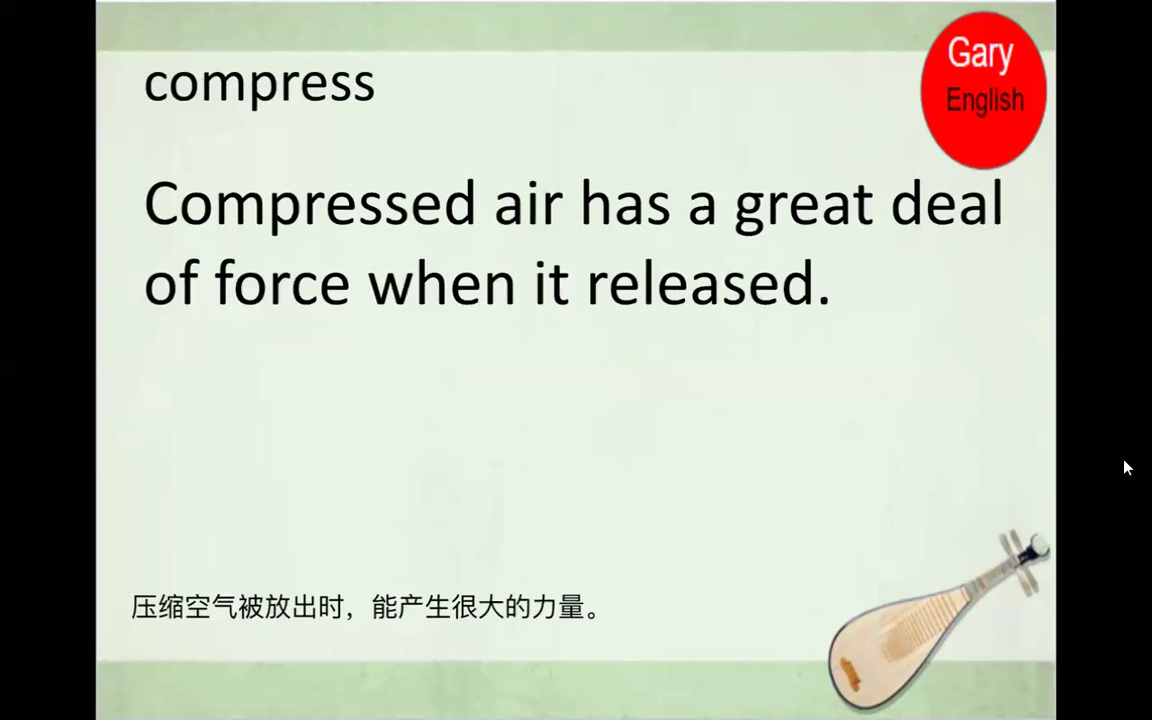 compress
Gary
English
Compressed air has a great deal
of force when it released.
压缩空气被放出时，能产生很大的力量。